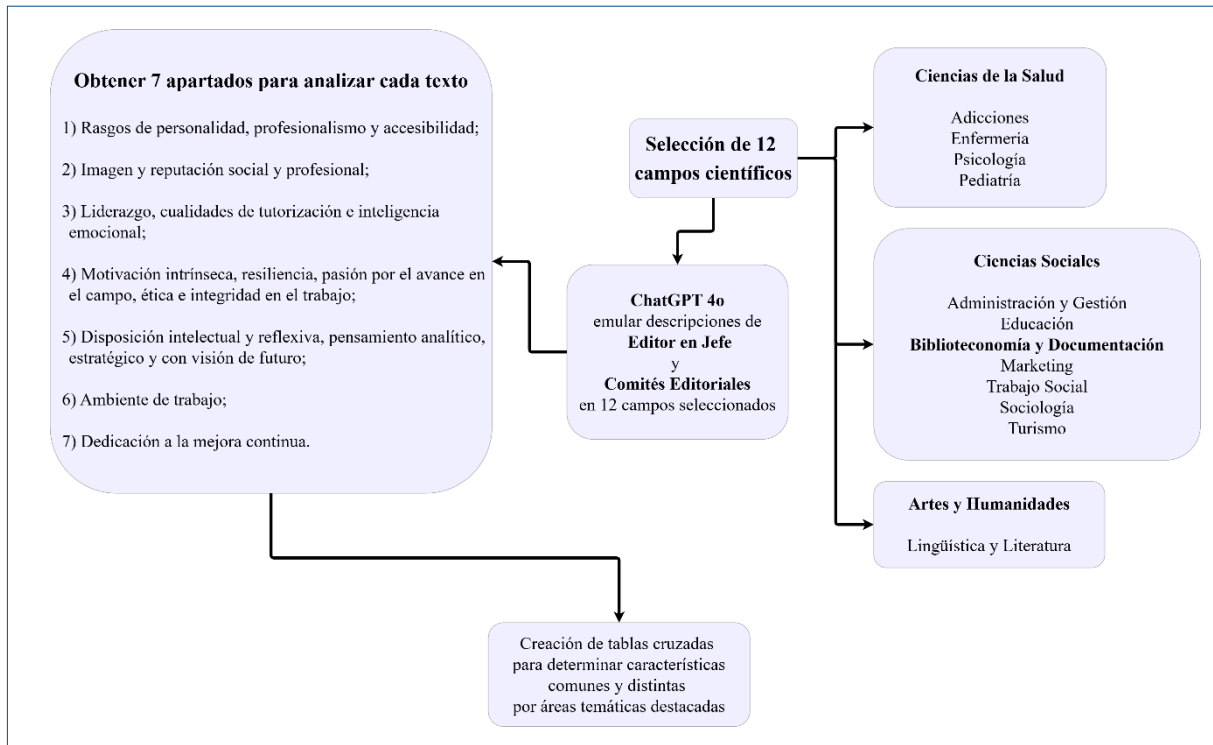 Obtener 7 apartados para analizar cada texto
1) Rasgos de personalidad, profesionalismo y accesibilidad;
2) Imagen y reputación social y profesional;
3) Liderazgo, cualidades de tutorización e inteligencia
emocional;
4) Motivación intrínseca, resiliencia, pasión por el avance en
el campo, ética e integridad en el trabajo;
5) Disposición intelectual y reflexiva, pensamiento analítico,
estratégico y con visión de futuro;
6) Ambiente de trabajo;
7) Dedicación a la mejora continua.
Selección de 12
campos científicos
ChatGPT 4o
emular descripciones de
Editor en Jefe
y
Comités Editoriales
en 12 campos seleccionados
Ciencias de la Salud
Adicciones
Enfermería
Psicología
Pediatría
Ciencias Sociales
Administración y Gestión
Educación
Biblioteconomía y Documentación
Marketing
Trabajo Social
Sociología
Turismo
Artes y Humanidades
Lingüística y Literatura
Creación de tablas cruzadas
para determinar características
comunes y distintas
por áreas temáticas destacadas